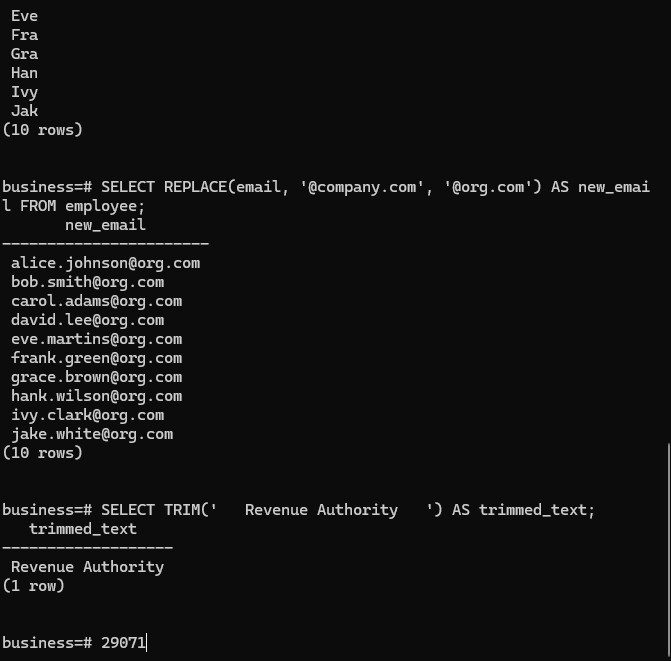 Eve
Fra
Gra
Han
Ivy
Jak
(10 rows)
business=# SELECT REPLACE(email, '@company.com', '@org.com') AS new_emai
l FROM employee;
new_email
-----------------------
alice.johnson@org.com
bob.smith@org.com
carol.adams@org.com
david.lee@org.com
eve.martins@org.com
frank.green@org.com
grace.brown@org.com
hank.wilson@org.com
ivy.clark@org.com
jake.white@org.com
(10 rows)
business=# SELECT TRIM('   Revenue Authority   ') AS trimmed_text;
trimmed_text
-------------------
Revenue Authority
(1 row)
business=# 29071